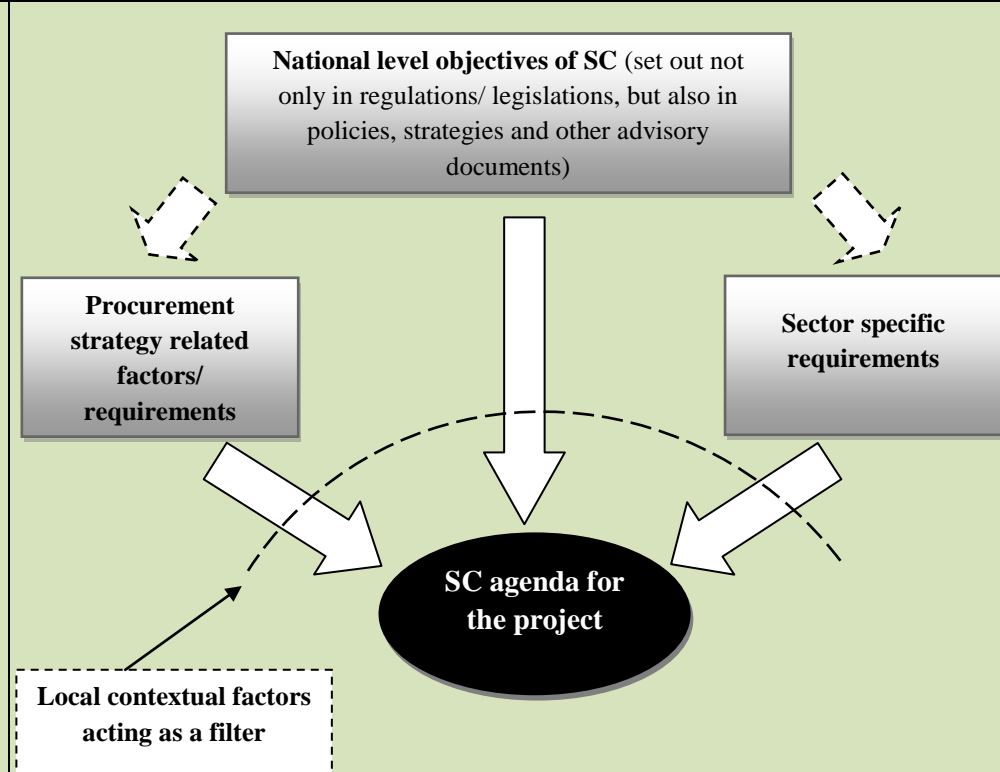 National level objectives of SC (set out not
only in regulations/ legislations, but also in
policies, strategies and other advisory
documents)
Procurement
strategy related
factors/
requirements
Sector specific
requirements
SC agenda for
the project
Local contextual factors
acting as a filter